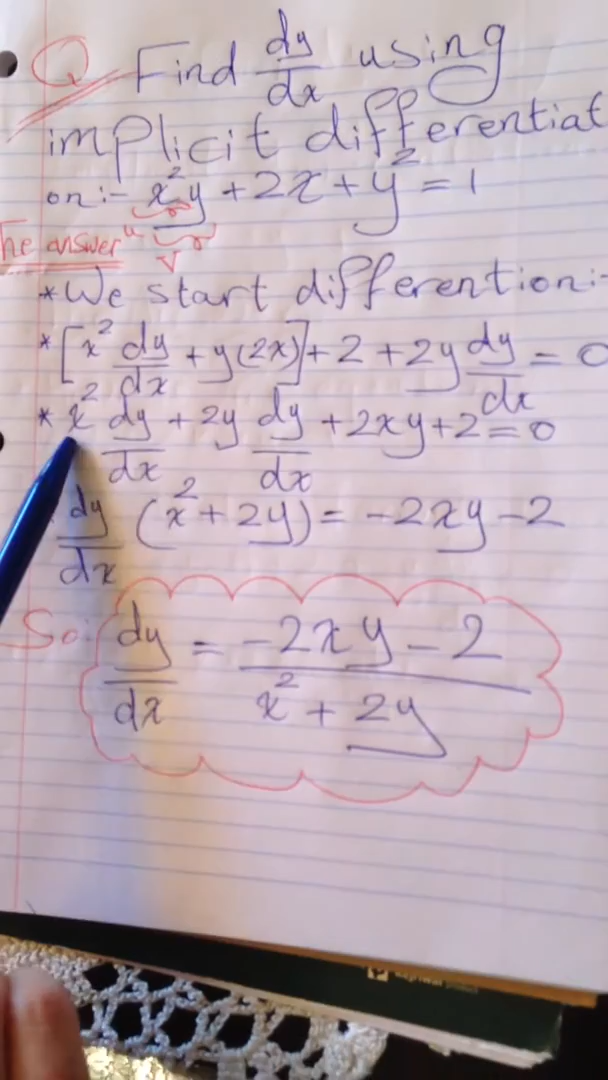 Q Find dy/dx using
implicit differentiat
on:- x²y + 2x + y² = 1
The answer"
*We start differention:-
* [x² dy/dx + y(2x)] + 2 + 2y dy/dx = 0
* x² dy/dx + 2y dy/dx + 2xy + 2 = 0
dy/dx (x² + 2y) = -2xy - 2
So: dy/dx = (-2xy - 2)/(x² + 2y)